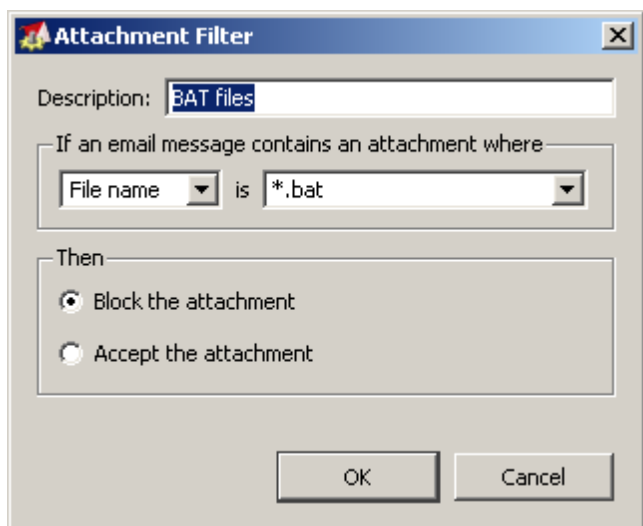 Attachment Filter
Description: BAT files
If an email message contains an attachment where
File name is *.bat
Then
Block the attachment
Accept the attachment
OK Cancel